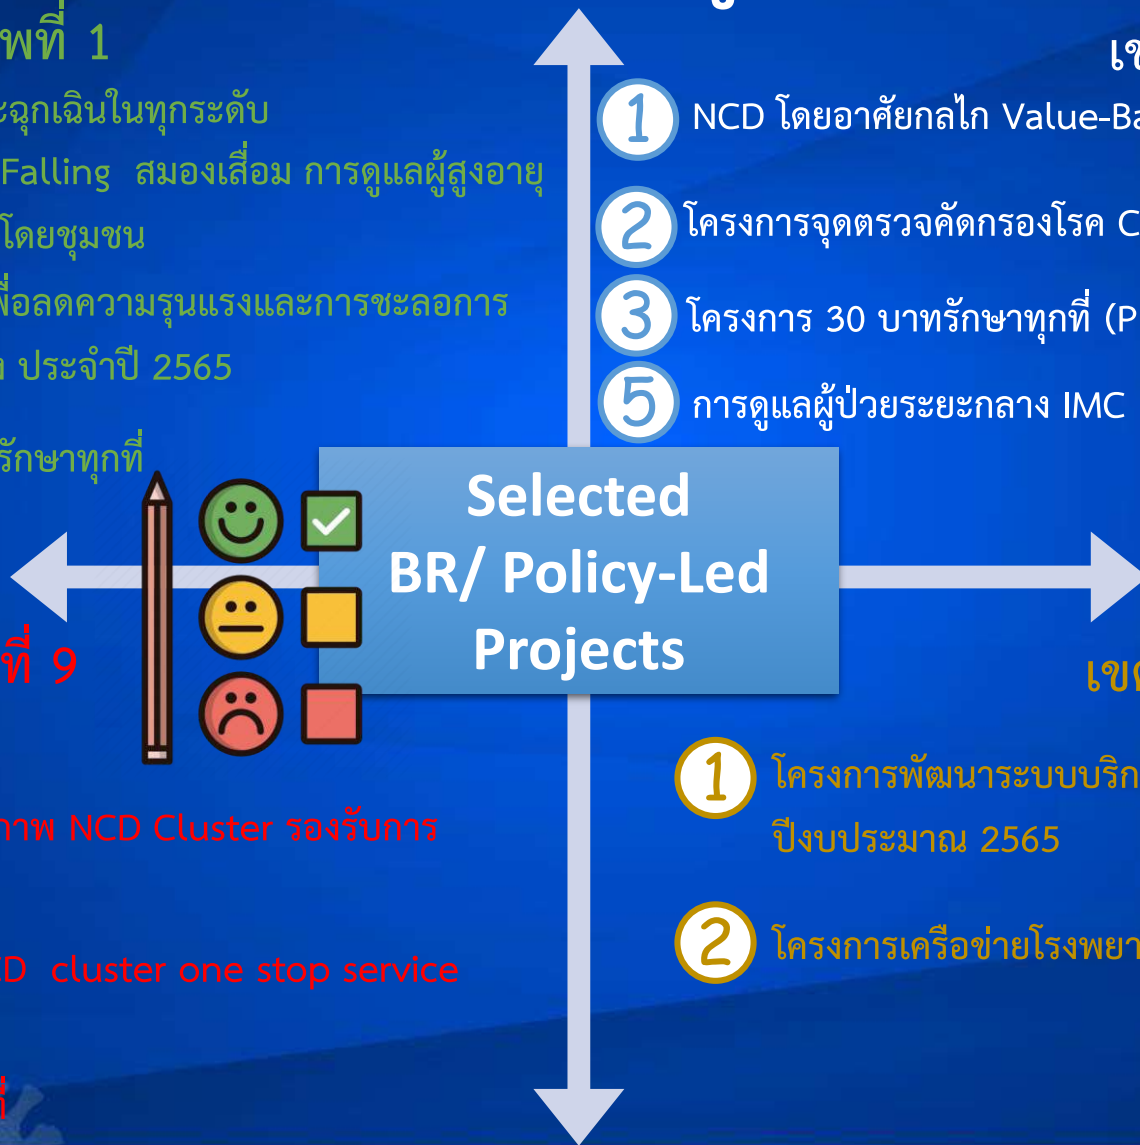 พที่ 1
ะฉุกเฉินในทุกระดับ
Falling สมองเสื่อม การดูแลผู้สูงอายุ
โดยชุมชน
พื่อลดความรุนแรงและการชะลอการ
ง ประจำปี 2565
รักษาทุกที่
เข
1 NCD โดยอาศัยกลไก Value-Ba
2 โครงการจุดตรวจคัดกรองโรค C
3 โครงการ 30 บาทรักษาทุกที่ (P
5 การดูแลผู้ป่วยระยะกลาง IMC
Selected
BR/ Policy-Led
Projects
ที่ 9
ภาพ NCD Cluster รองรับการ
CD cluster one stop service
ที่
เขต
1 โครงการพัฒนาระบบบริก
ปีงบประมาณ 2565
2 โครงการเครือข่ายโรงพยา